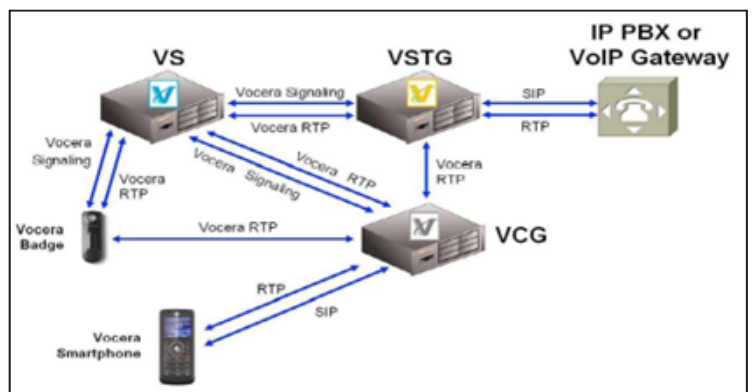 IP PBX or
VoIP Gateway
VS
VSTG
Vocera Signaling
Vocera RTP
SIP
RTP
Vocera
Signaling
Vocera
RTP
Vocera RTP
Vocera Signaling
Vocera
RTP
Vocera
Badge
Vocera RTP
VCG
RTP
SIP
Vocera
Smartphone